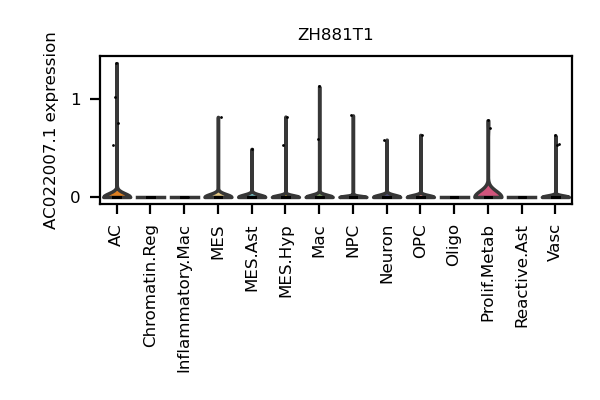 ZH881T1
AC022007.1 expression
1
0
AC
Chromatin.Reg
Inflammatory.Mac
MES
MES.Ast
MES.Hyp
Mac
NPC
Neuron
OPC
Oligo
Prolif.Metab
Reactive.Ast
Vasc